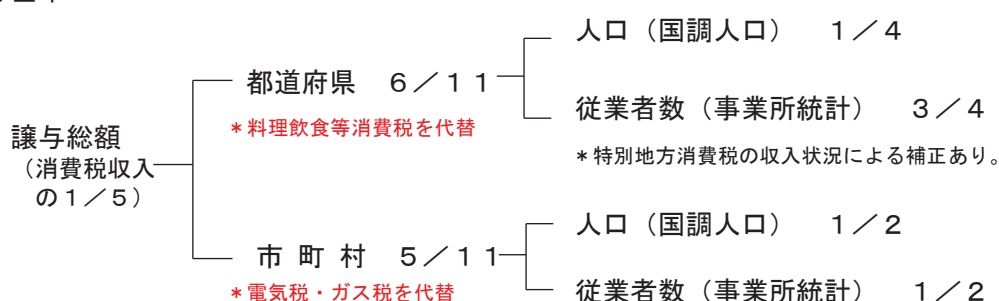 人口（国調人口）　１／４
都道府県　６／１１
従業者数（事業所統計）　３／４
＊料理飲食等消費税を代替
譲与総額
＊特別地方消費税の収入状況による補正あり。
（消費税収入
の１／５）
人口（国調人口）　１／２
市 町 村　５／１１
＊電気税・ガス税を代替
従業者数（事業所統計）　１／２